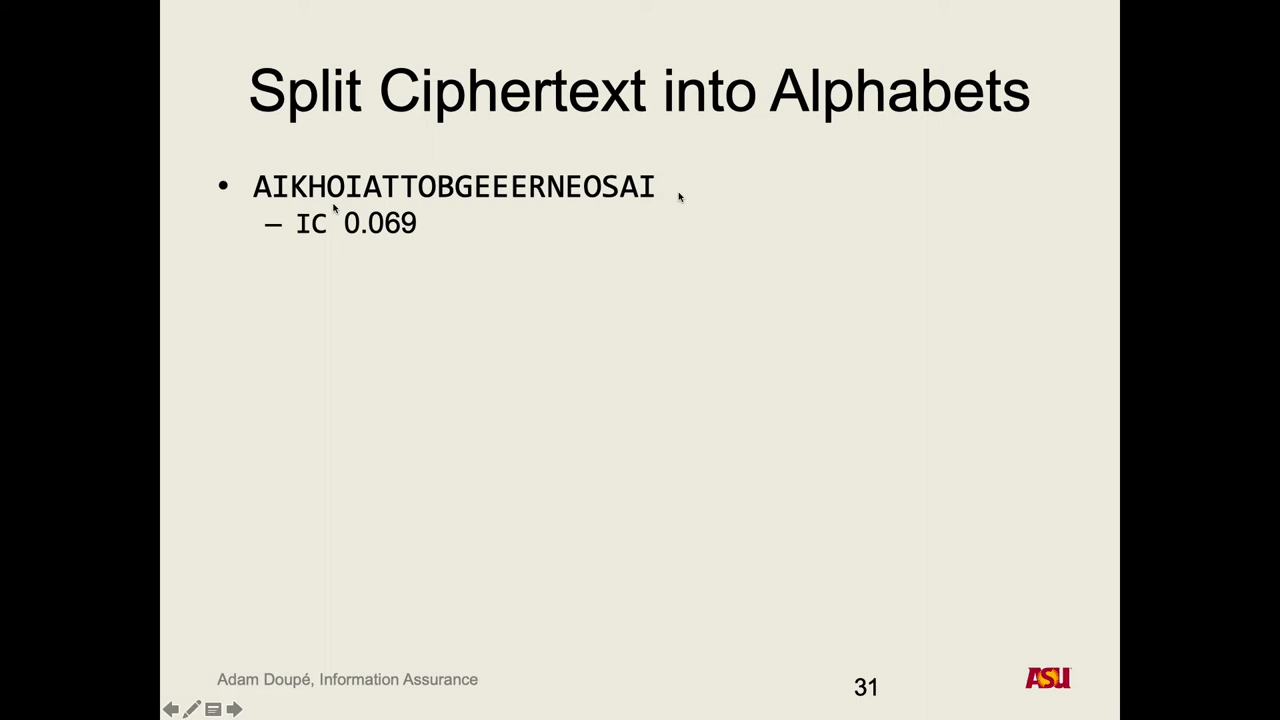 Split Ciphertext into Alphabets
• AIKHOIATTOBGEEERNEOSAI
– IC 0.069
Adam Doupé, Information Assurance
31
ASU